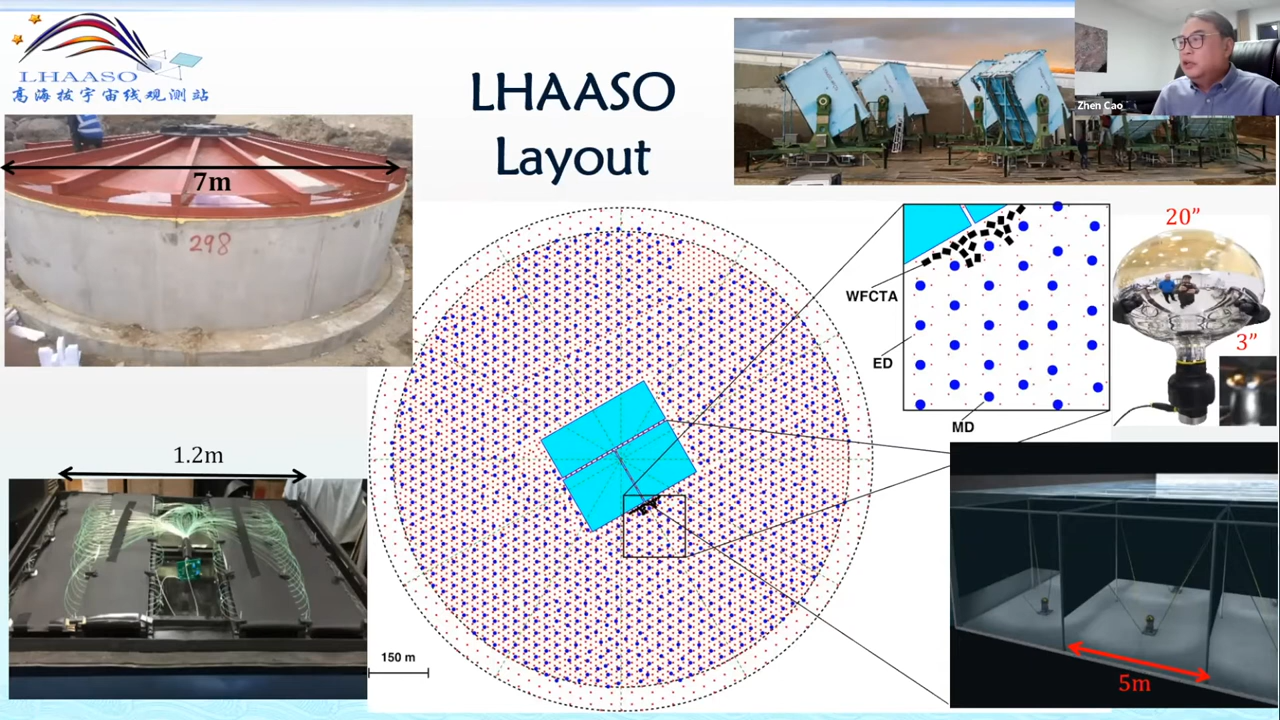 LHAASO
高海拔宇宙线观测站
LHAASO
Layout
Zhen Cao
7m
298
20”
WFCTA
3”
ED
MD
1.2m
150 m
5m